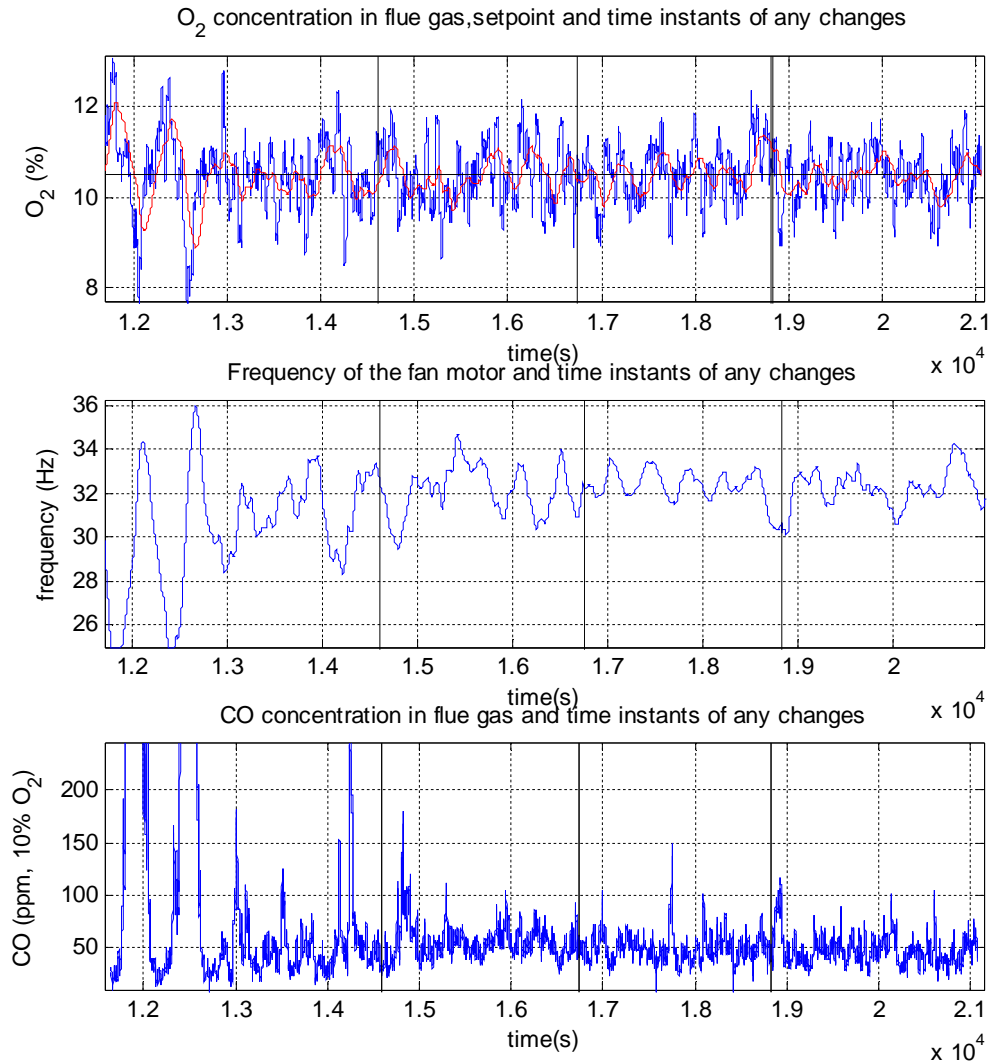 O2 concentration in flue gas,setpoint and time instants of any changes
O2 (%)
12
10
8
1.2 1.3 1.4 1.5 1.6 1.7 1.8 1.9 2 2.1
time(s)
x 10^4
Frequency of the fan motor and time instants of any changes
frequency (Hz)
36
34
32
30
28
26
1.2 1.3 1.4 1.5 1.6 1.7 1.8 1.9 2
time(s)
x 10^4
CO concentration in flue gas and time instants of any changes
CO (ppm, 10% O2)
200
150
100
50
1.2 1.3 1.4 1.5 1.6 1.7 1.8 1.9 2 2.1
time(s)
x 10^4